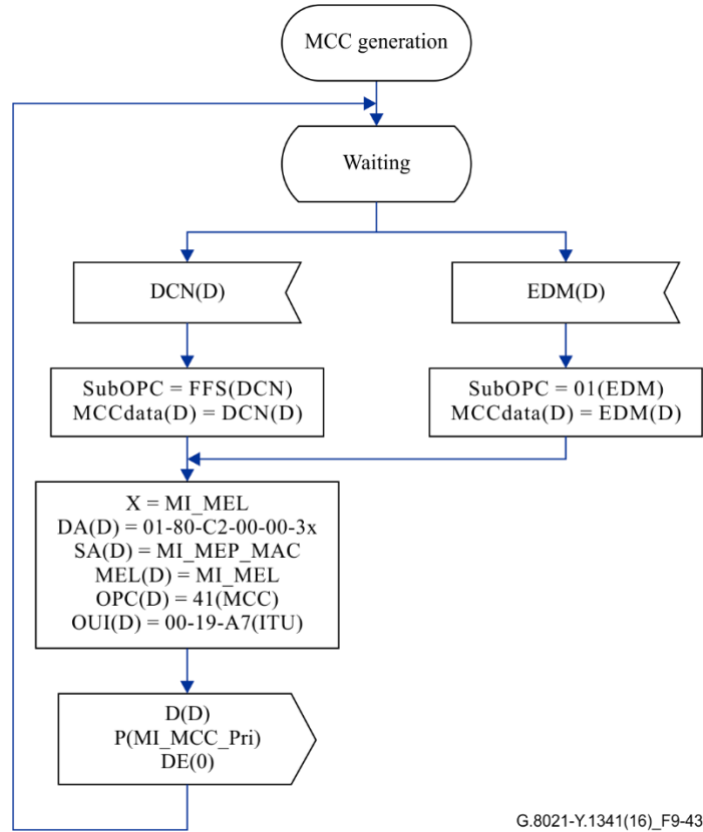 MCC generation
Waiting
DCN(D)
EDM(D)
SubOPC = FFS(DCN)
MCCdata(D) = DCN(D)
SubOPC = 01(EDM)
MCCdata(D) = EDM(D)
X = MI_MEL
DA(D) = 01-80-C2-00-00-3x
SA(D) = MI_MEP_MAC
MEL(D) = MI_MEL
OPC(D) = 41(MCC)
OUI(D) = 00-19-A7(ITU)
D(D)
P(MI_MCC_Pri)
DE(0)
G.8021-Y.1341(16)_F9-43